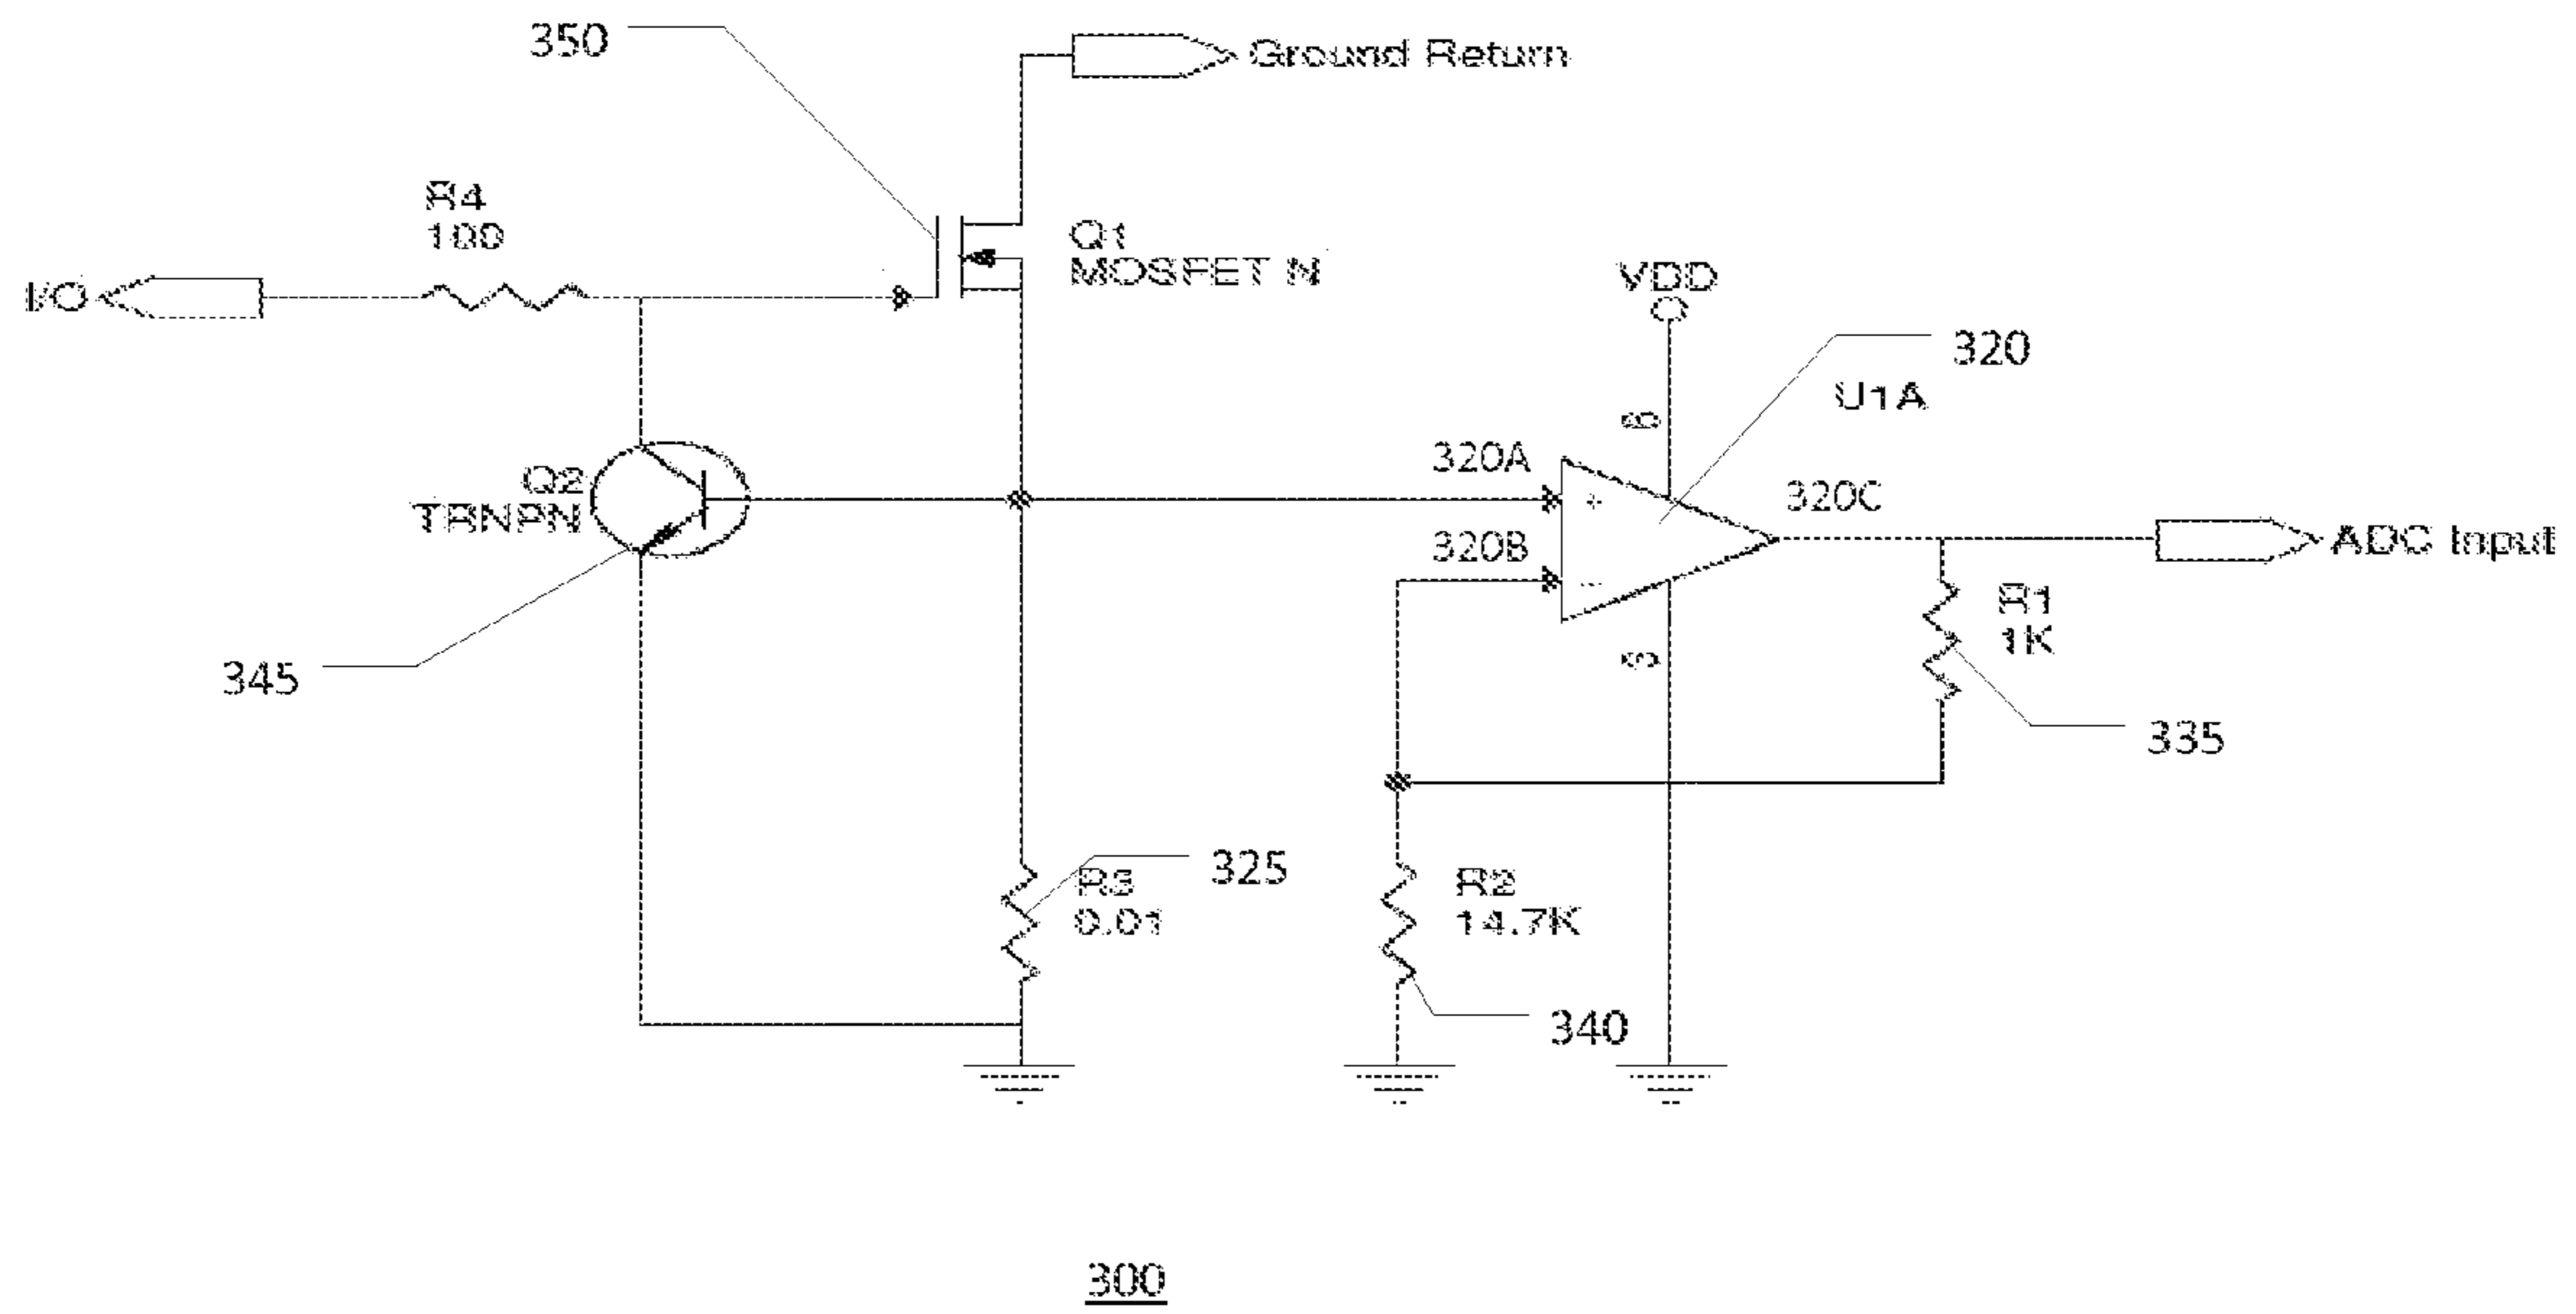 350
Ground Return
R4
100
Q1
MOSFET N
I/O
VDD
320
U1A
8
320A
+
320C
Q2
TRNPN
320B
-
ADC Input
R1
1K
345
335
R3
0.01
325
R2
14.7K
340
300